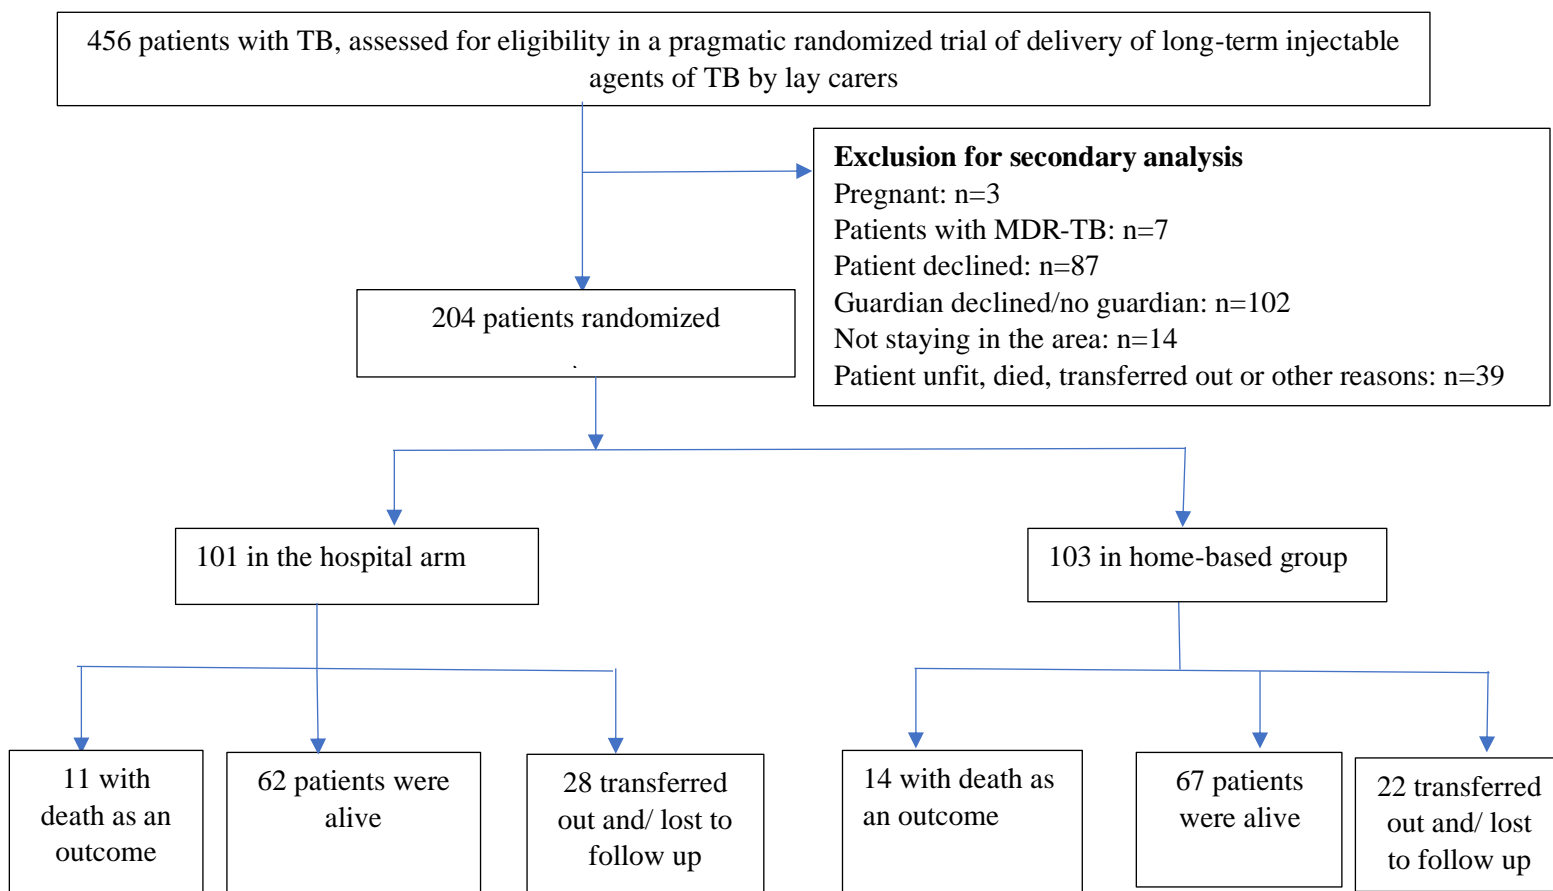 456 patients with TB, assessed for eligibility in a pragmatic randomized trial of delivery of long-term injectable
agents of TB by lay carers
Exclusion for secondary analysis
Pregnant: n=3
Patients with MDR-TB: n=7
Patient declined: n=87
Guardian declined/no guardian: n=102
Not staying in the area: n=14
Patient unfit, died, transferred out or other reasons: n=39
204 patients randomized
.
101 in the hospital arm
103 in home-based group
11 with
death as an
outcome
62 patients were
alive
28 transferred
out and/ lost to
follow up
14 with death as
an outcome
67 patients
were alive
22 transferred
out and/ lost
to follow up